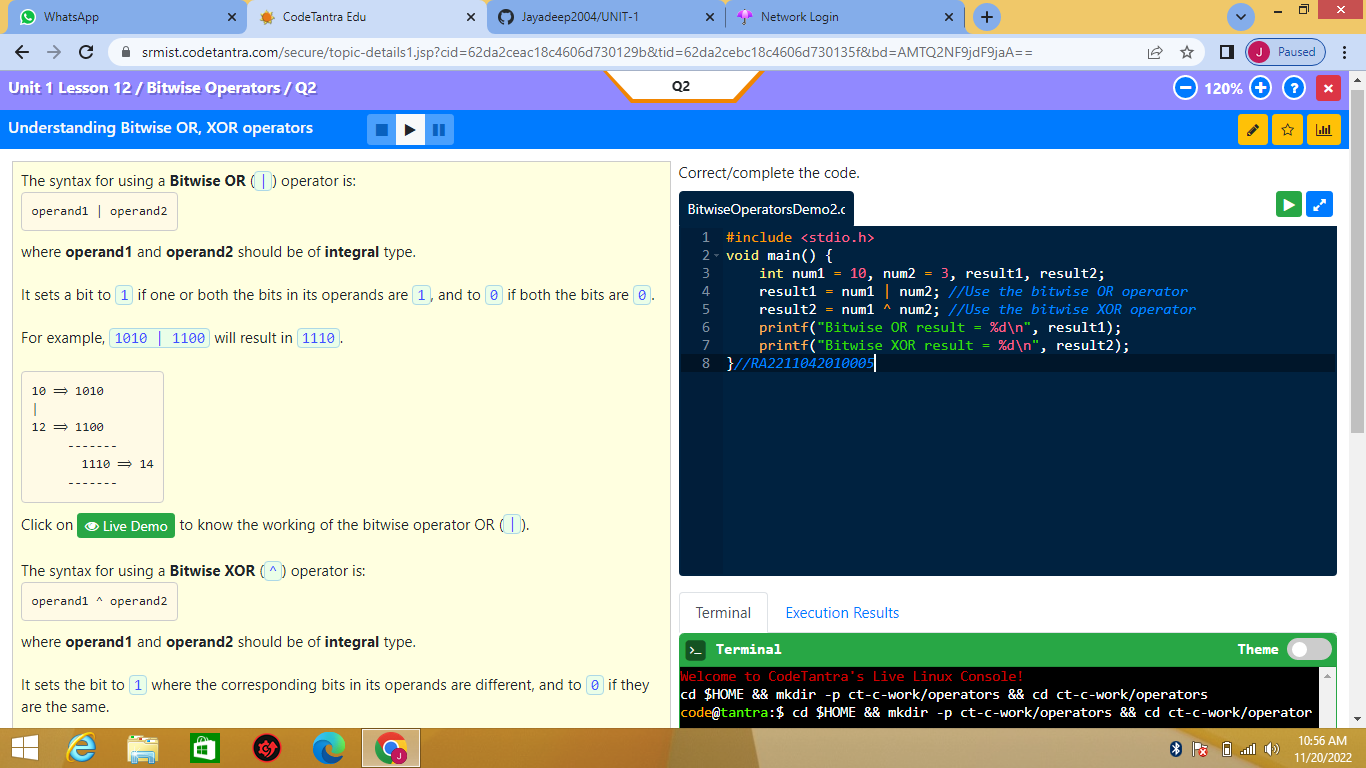 WhatsApp
CodeTantra Edu
Jayadeep2004/UNIT-1
Network Login
srmist.codetantra.com/secure/topic-details1.jsp?cid=62da2ceac18c4606d730129b&tid=62da2cebc18c4606d730135f&bd=AMTQ2NF9jdF9jaA==
J Paused
Unit 1 Lesson 12 / Bitwise Operators / Q2
Q2
120%
Understanding Bitwise OR, XOR operators
The syntax for using a Bitwise OR ( | ) operator is:
operand1 | operand2
where operand1 and operand2 should be of integral type.
It sets a bit to 1 if one or both the bits in its operands are 1, and to 0 if both the bits are 0.
For example, 1010 | 1100 will result in 1110.
10 => 1010
|
12 => 1100
-------
1110 => 14
-------
Click on Live Demo to know the working of the bitwise operator OR ( | ).
The syntax for using a Bitwise XOR ( ^ ) operator is:
operand1 ^ operand2
where operand1 and operand2 should be of integral type.
It sets the bit to 1 where the corresponding bits in its operands are different, and to 0 if they
are the same.
Correct/complete the code.
BitwiseOperatorsDemo2.c
1 #include <stdio.h>
2 void main() {
3 int num1 = 10, num2 = 3, result1, result2;
4 result1 = num1 | num2; //Use the bitwise OR operator
5 result2 = num1 ^ num2; //Use the bitwise XOR operator
6 printf("Bitwise OR result = %d\n", result1);
7 printf("Bitwise XOR result = %d\n", result2);
8 }//RA2211042010005
Terminal
Execution Results
>_ Terminal
Theme
Welcome to CodeTantra's Live Linux Console!
cd $HOME && mkdir -p ct-c-work/operators && cd ct-c-work/operators
code@tantra:$ cd $HOME && mkdir -p ct-c-work/operators && cd ct-c-work/operator
10:56 AM
11/20/2022